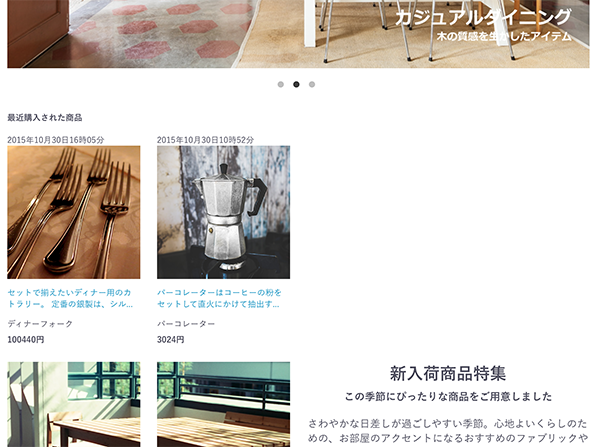 カジュアルダイニング
木の質感を生かしたアイテム
最近購入された商品
2015年10月30日16時05分
2015年10月30日10時52分
セットで揃えたいディナー用のカ
トラリー。 定番の銀製は、シル...
パーコレーターはコーヒーの粉を
セットして直火にかけて抽出す...
ディナーフォーク
パーコレーター
100440円
3024円
新入荷商品特集
この季節にぴったりな商品をご用意しました
さわやかな日差しが過ごしやすい季節。心地よいくらしのた
めの、お部屋のアクセントになるおすすめのファブリックや